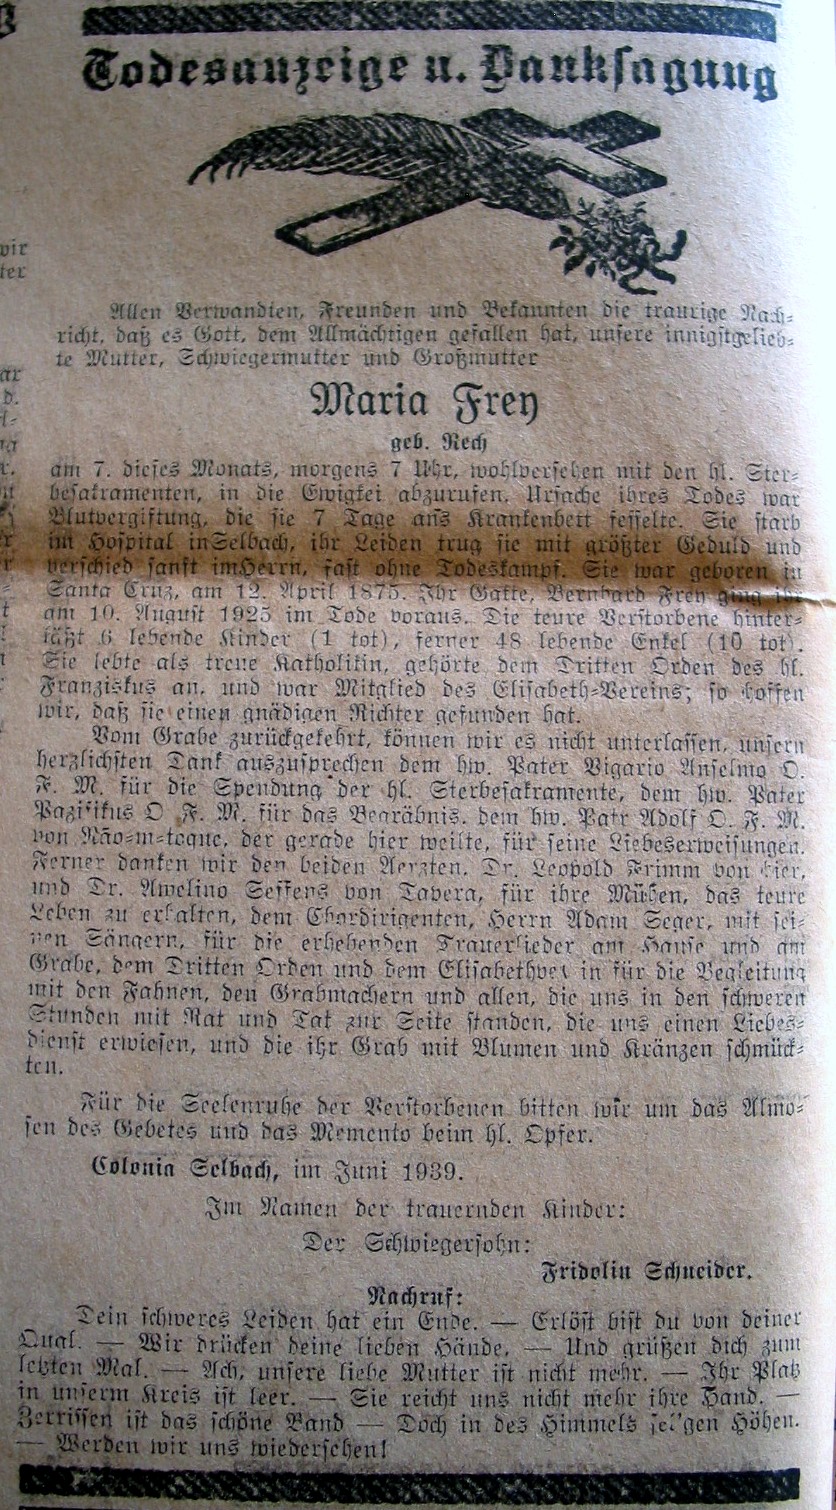 Todesanzeige u. Danksagung
Allen Verwandten, Freunden und Bekannten die traurige Nach-
richt, daß es Gott, dem Allmächtigen gefallen hat, unsere innigstgelieb-
te Mutter, Schwiegermutter und Großmutter
Maria Frey
geb. Rech
am 7. dieses Monats, morgens 7 Uhr, wohlversehen mit den hl. Ster-
besakramenten, in die Ewigkei abzurufen. Ursache ihres Todes war
Blutvergiftung, die sie 7 Tage ans Krankenbett fesselte. Sie starb
im Hospital inSelbach, ihr Leiden trug sie mit größter Geduld und
verschied sanft imHerrn, fast ohne Todeskampf. Sie war geboren in
Santa Cruz, am 12. April 1875. Ihr Gatte, Bernhard Frey ging ihr
am 10. August 1925 im Tode voraus. Die teure Verstorbene hinter-
läßt 6 lebende Kinder (1 tot), ferner 48 lebende Enkel (10 tot).
Sie lebte als treue Katholikin, gehörte dem Dritten Orden des hl.
Franziskus an, und war Mitglied des Elisabeth-Vereins; so hoffen
wir, daß sie einen gnädigen Richter gefunden hat.
Vom Grabe zurückgekehrt, können wir es nicht unterlassen, unsern
herzlichsten Dank auszusprechen dem hw. Pater Vigario Anselmo O.
F. M. für die Spendung der hl. Sterbesakramente, dem hw. Pater
Pazifikus O F. M. für das Begräbnis, dem hw. Patr Adolf O. F. M.
von Não-m-toque, der gerade hier weilte, für seine Liebeserweisungen.
Ferner danken wir den beiden Aerzten, Dr. Leopold Frimm von hier,
und Dr. Awelino Seffens von Tapera, für ihre Mühen, das teure
Leben zu erhalten, dem Chordirigenten, Herrn Adam Seger, mit sei-
nen Sängern, für die erhebenden Trauerlieder am Hause und am
Grabe, dem Dritten Orden und dem Elisabethverein für die Begleitung
mit den Fahnen, den Grabmachern und allen, die uns in den schweren
Stunden mit Rat und Tat zur Seite standen, die uns einen Liebes-
dienst erwiesen, und die ihr Grab mit Blumen und Kränzen schmück-
ten.
Für die Seelenruhe der Verstorbenen bitten wir um das Almo-
sen des Gebetes und das Memento beim hl. Opfer.
Colonia Selbach, im Juni 1939.
Im Namen der trauernden Kinder:
Der Schwiegersohn:
Fridolin Schneider.
Nachruf:
Dein schweres Leiden hat ein Ende. — Erlöst bist du von deiner
Qual. — Wir drücken deine lieben Hände, — Und grüßen dich zum
letzten Mal. — Ach, unsere liebe Mutter ist nicht mehr. — Ihr Platz
in unserm Kreis ist leer. — Sie reicht uns nicht mehr ihre Hand. —
Zerrissen ist das schöne Band — Doch in des Himmels sel'gen Höhen.
— Werden wir uns wiedersehen!